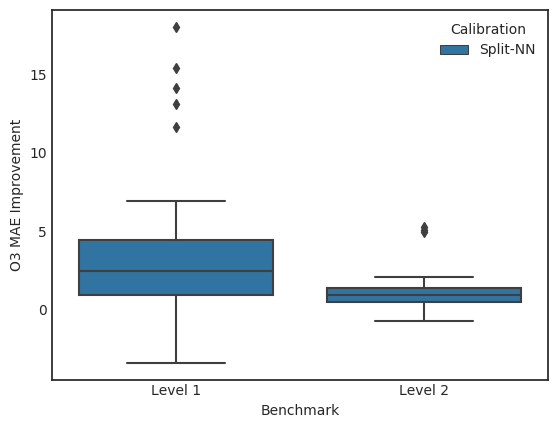 Calibration
Split-NN
15
10
5
0
O3 MAE Improvement
Level 1
Level 2
Benchmark